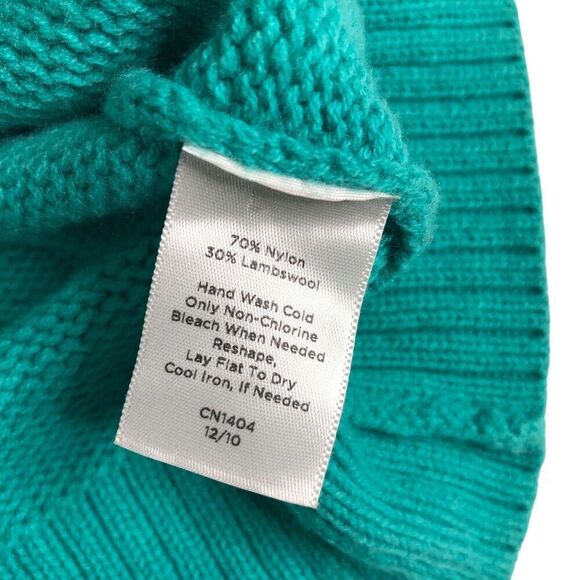 70% Nylon
30% Lambswool
Hand Wash Cold
Only Non-Chlorine
Bleach When Needed
Reshape,
Lay Flat To Dry
Cool Iron, If Needed
CN1404
12/10